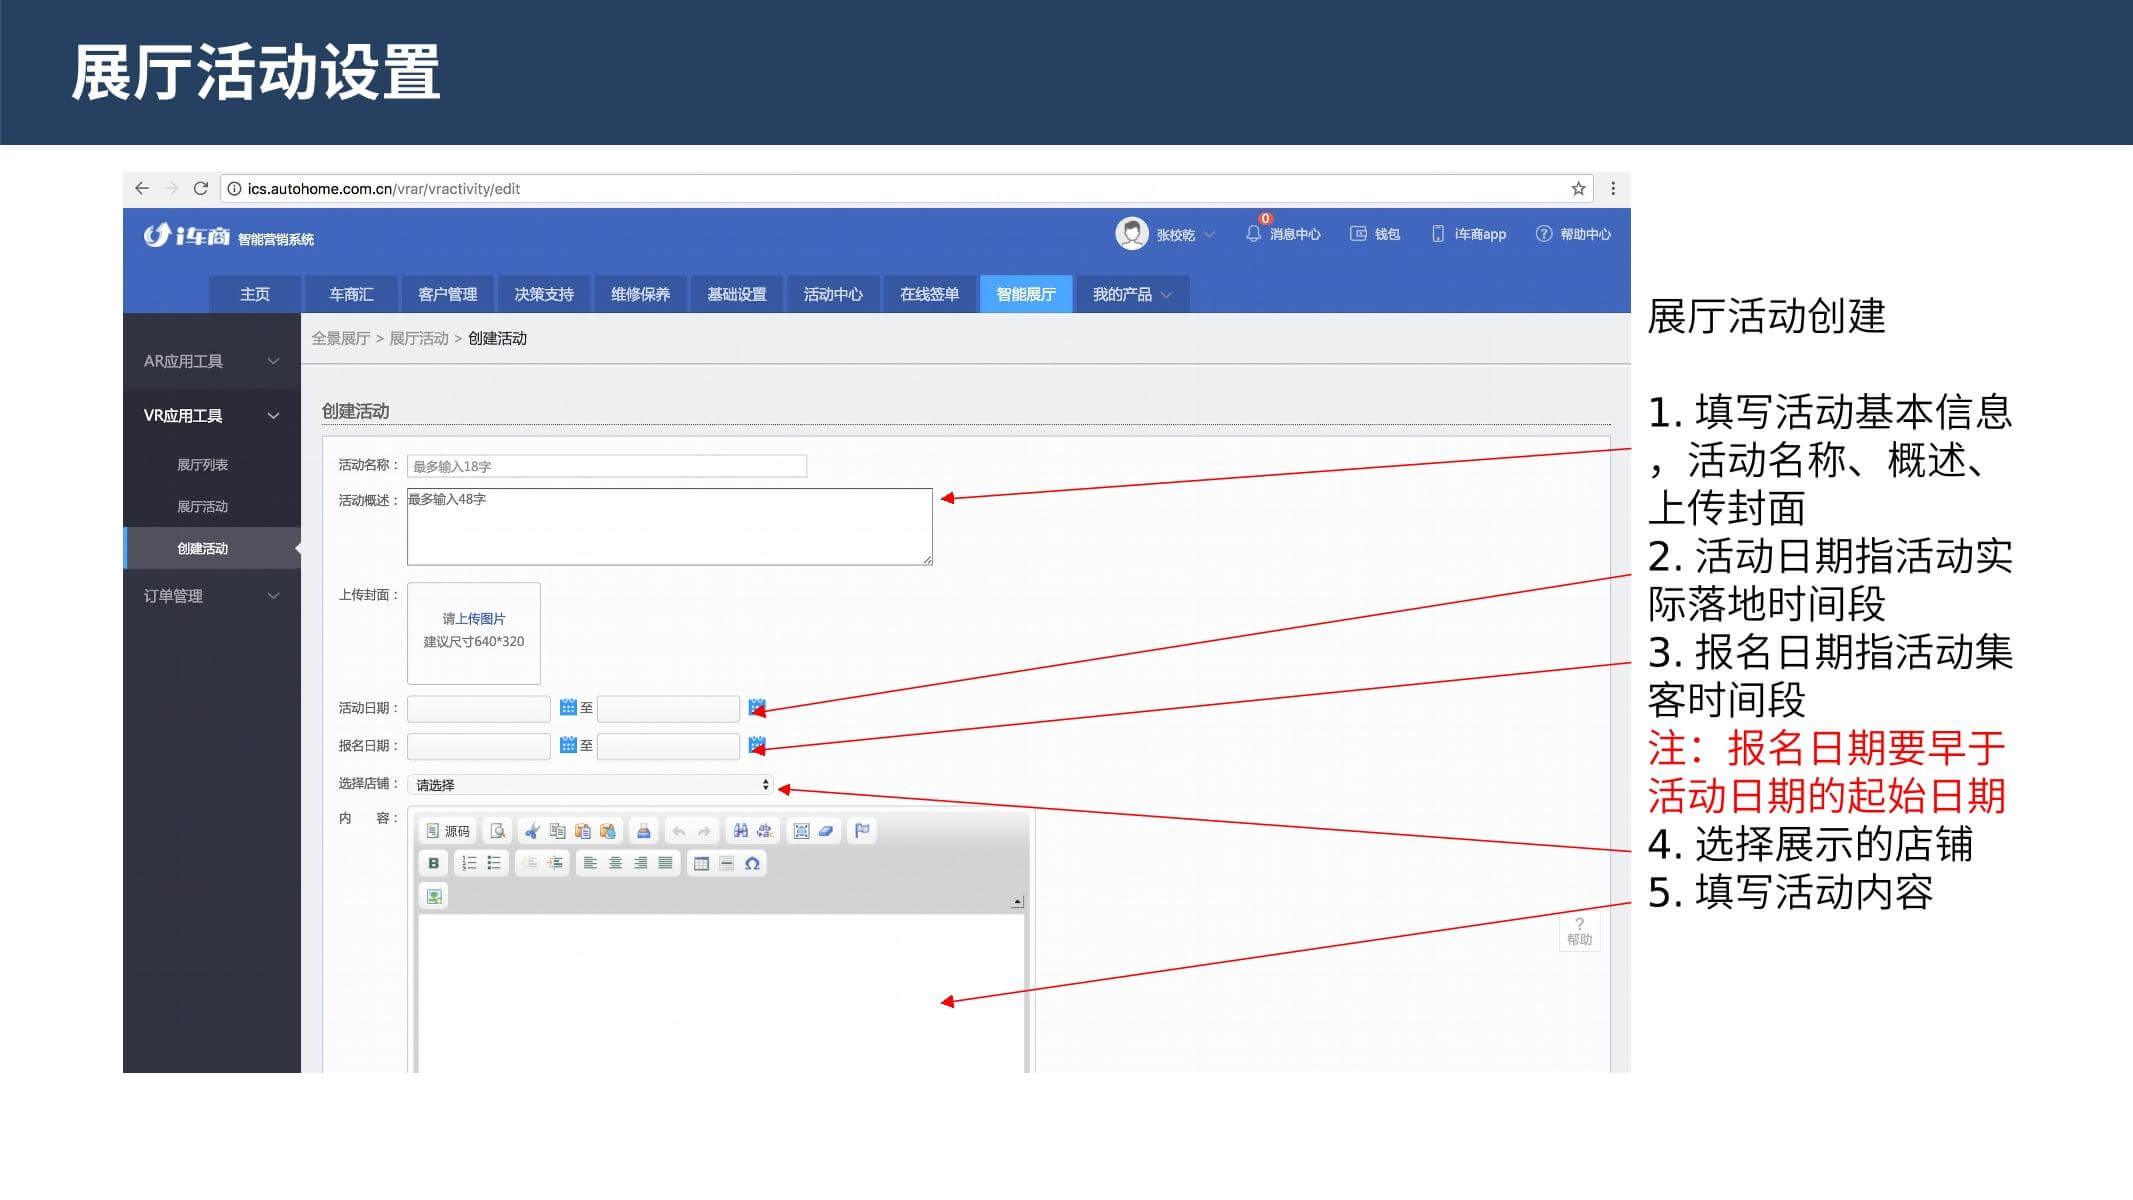 展厅活动设置
ics.autohome.com.cn/vrar/vractivity/edit
i车商 智能营销系统
张校乾
0
消息中心
钱包
i车商app
帮助中心
主页
车商汇
客户管理
决策支持
维修保养
基础设置
活动中心
在线签单
智能展厅
我的产品
AR应用工具
VR应用工具
展厅列表
展厅活动
创建活动
订单管理
全景展厅 > 展厅活动 > 创建活动
创建活动
活动名称： 最多输入18字
活动概述： 最多输入48字
上传封面：
请上传图片
建议尺寸640*320
活动日期： 至
报名日期： 至
选择店铺： 请选择
内 容：
源码
B
?
帮助
展厅活动创建
1. 填写活动基本信息
，活动名称、概述、
上传封面
2. 活动日期指活动实
际落地时间段
3. 报名日期指活动集
客时间段
注：报名日期要早于
活动日期的起始日期
4. 选择展示的店铺
5. 填写活动内容